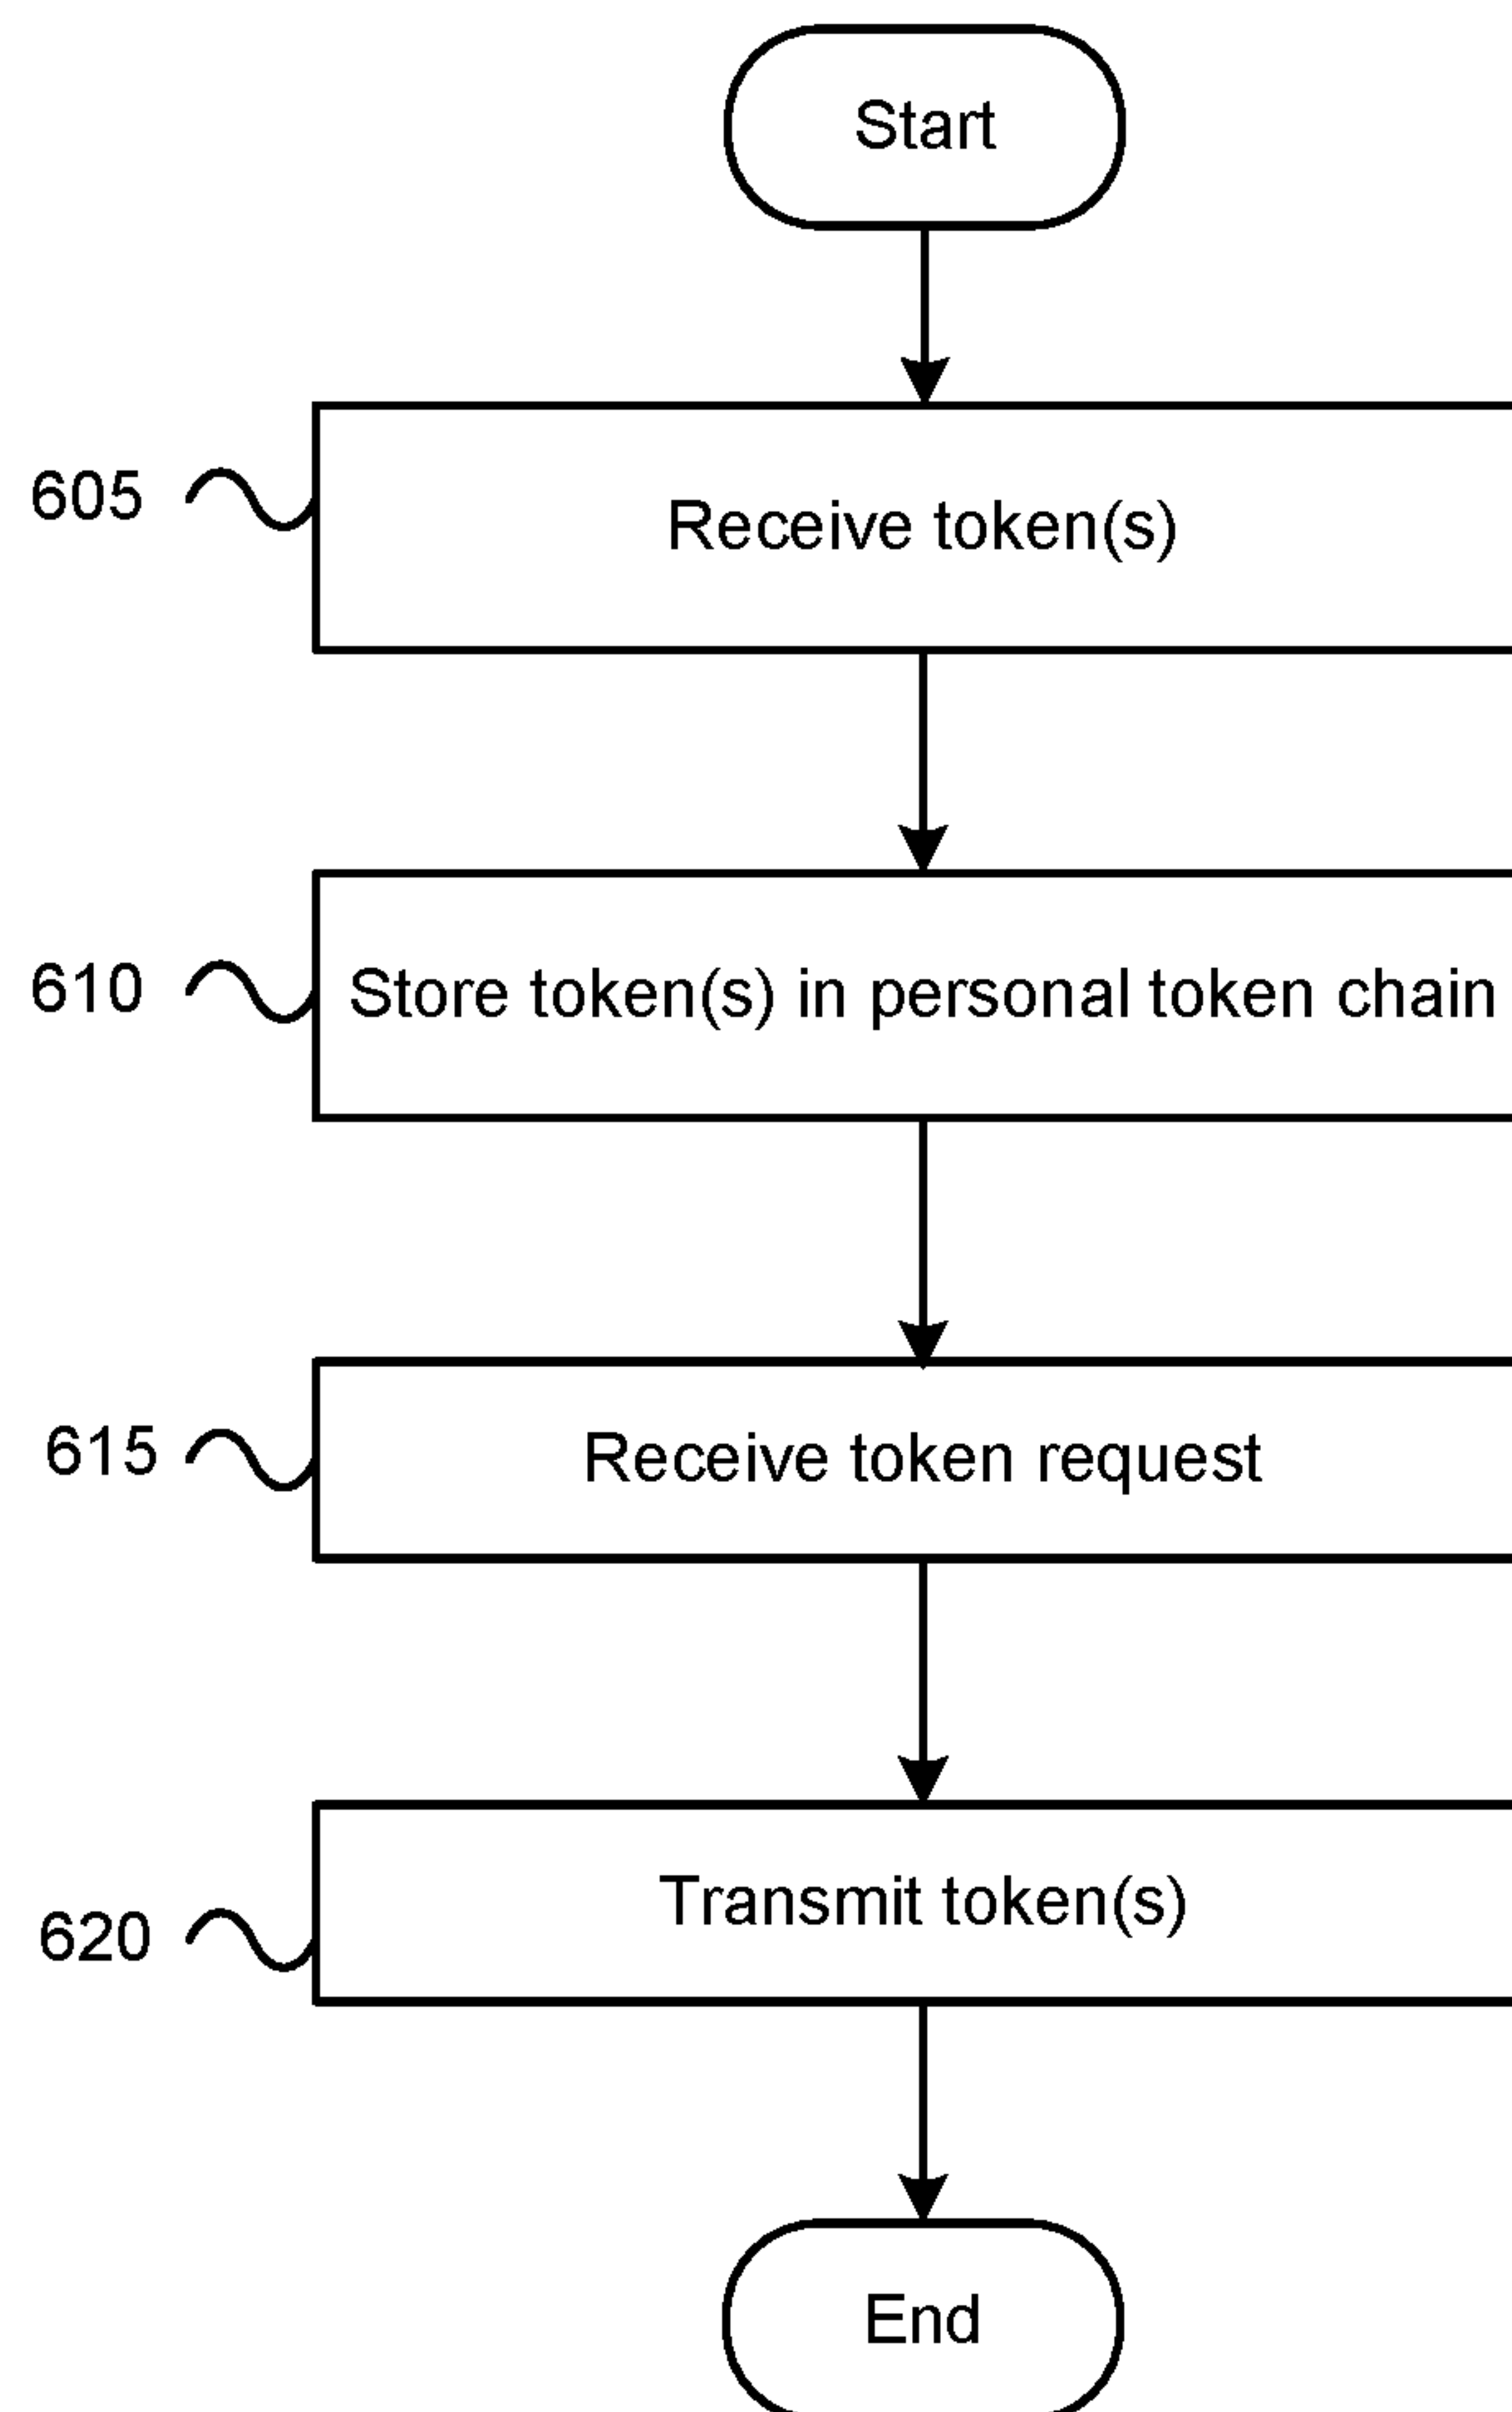 Start
605
Receive token(s)
610
Store token(s) in personal token chain
615
Receive token request
620
Transmit token(s)
End